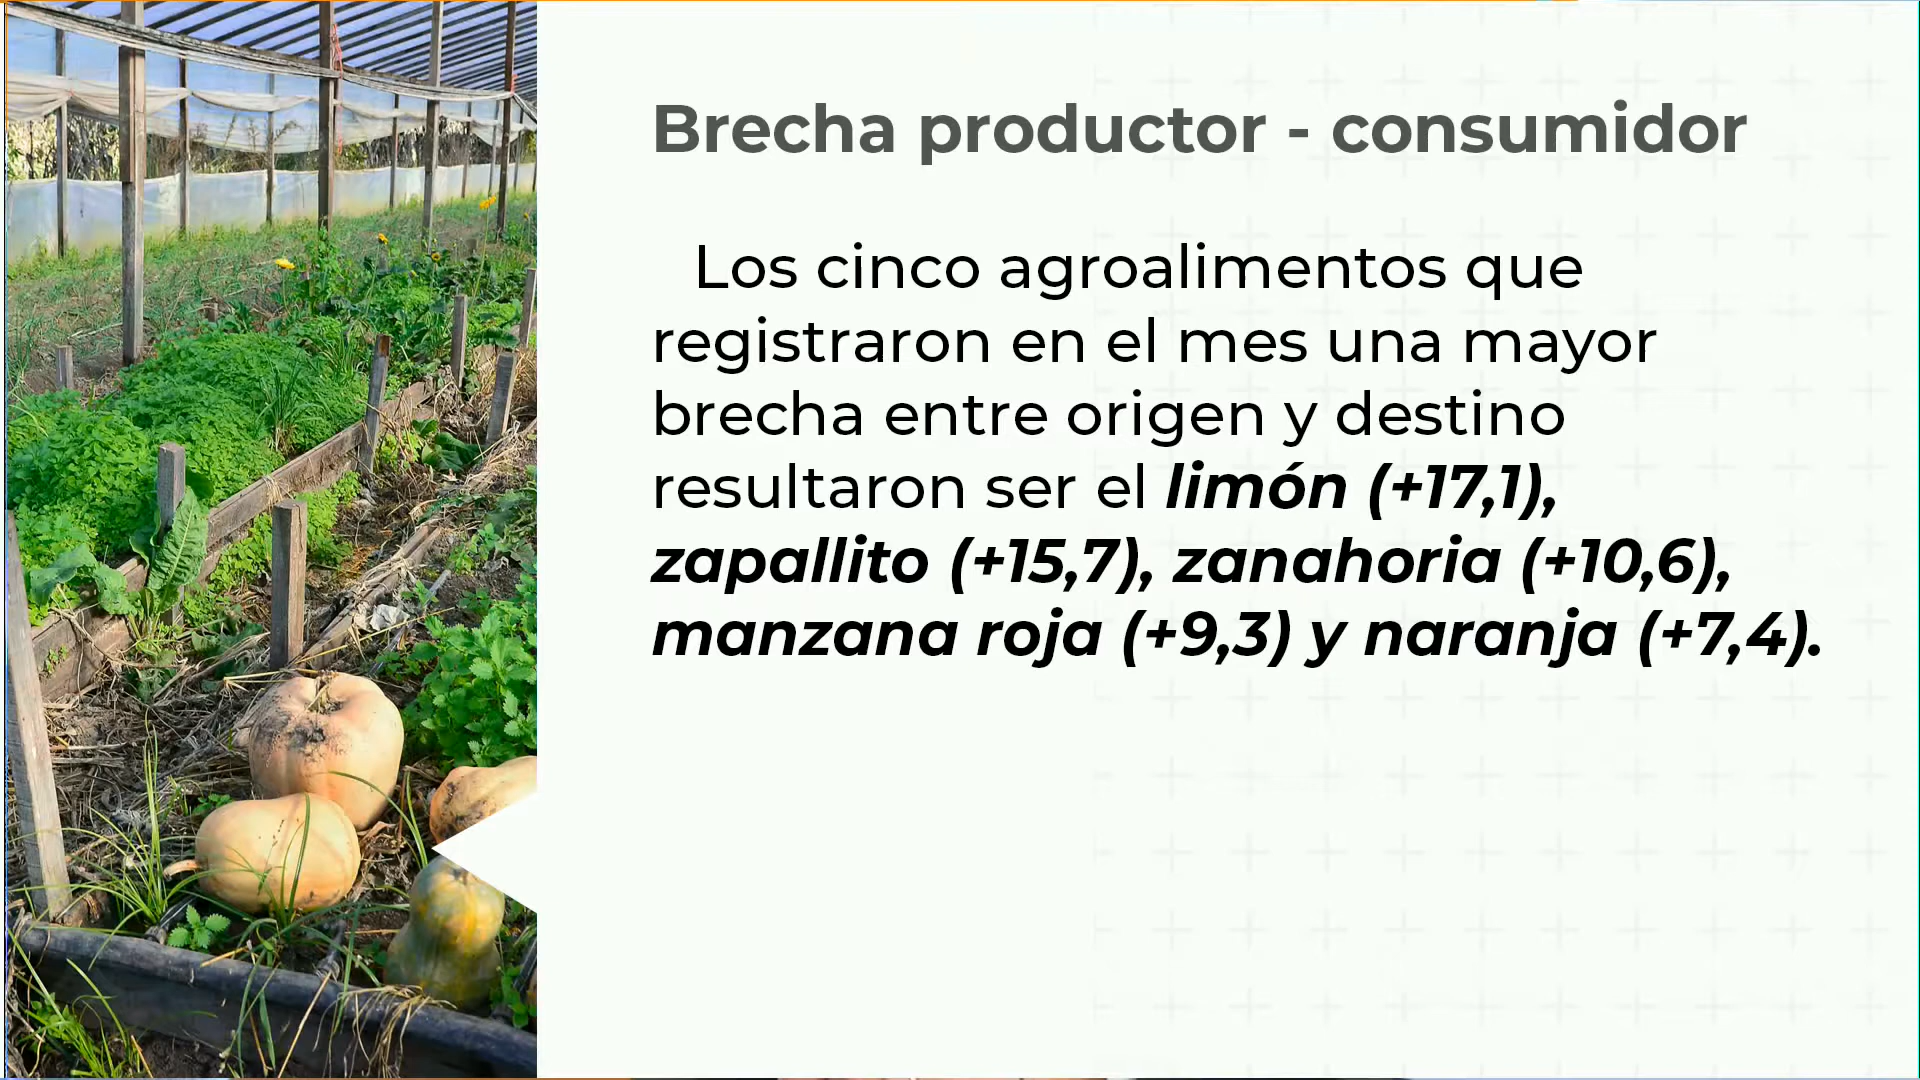 Brecha productor - consumidor
Los cinco agroalimentos que
registraron en el mes una mayor
brecha entre origen y destino
resultaron ser el limón (+17,1),
zapallito (+15,7), zanahoria (+10,6),
manzana roja (+9,3) y naranja (+7,4).